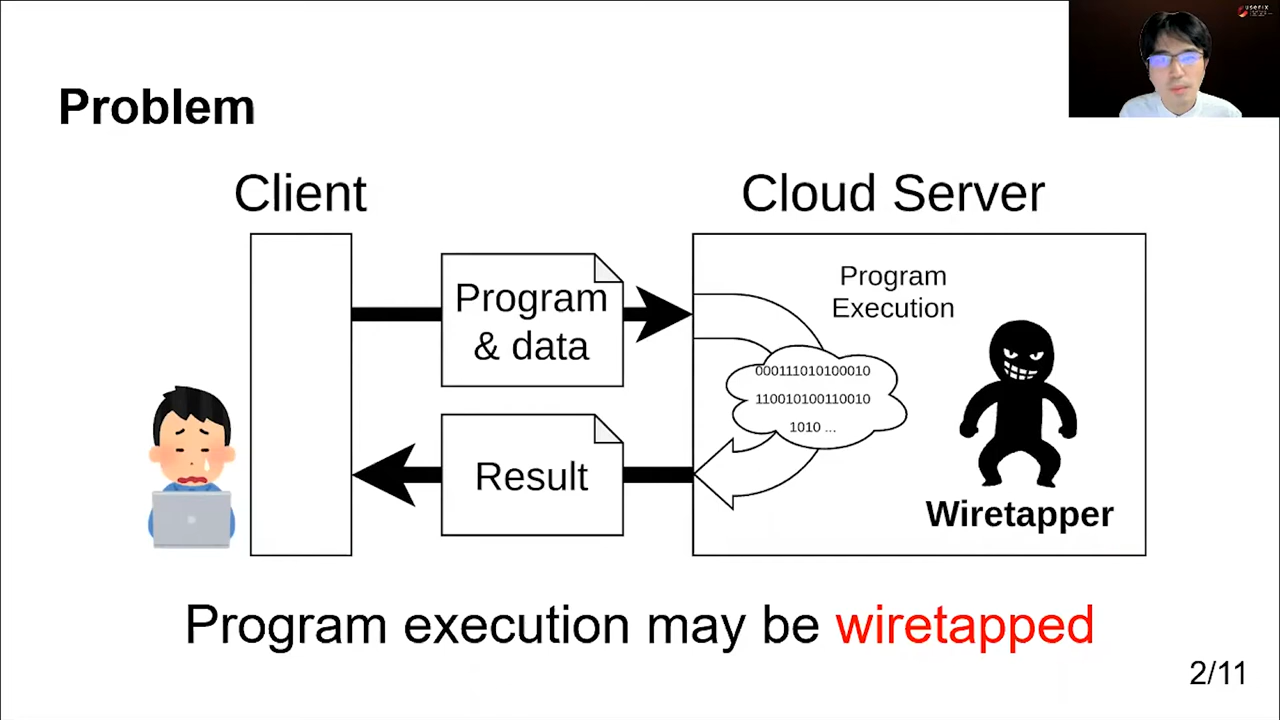 usenix
Problem
Client
Cloud Server
Program
& data
Program
Execution
000111010100010
110010100110010
1010 ...
Result
Wiretapper
Program execution may be wiretapped
2/11